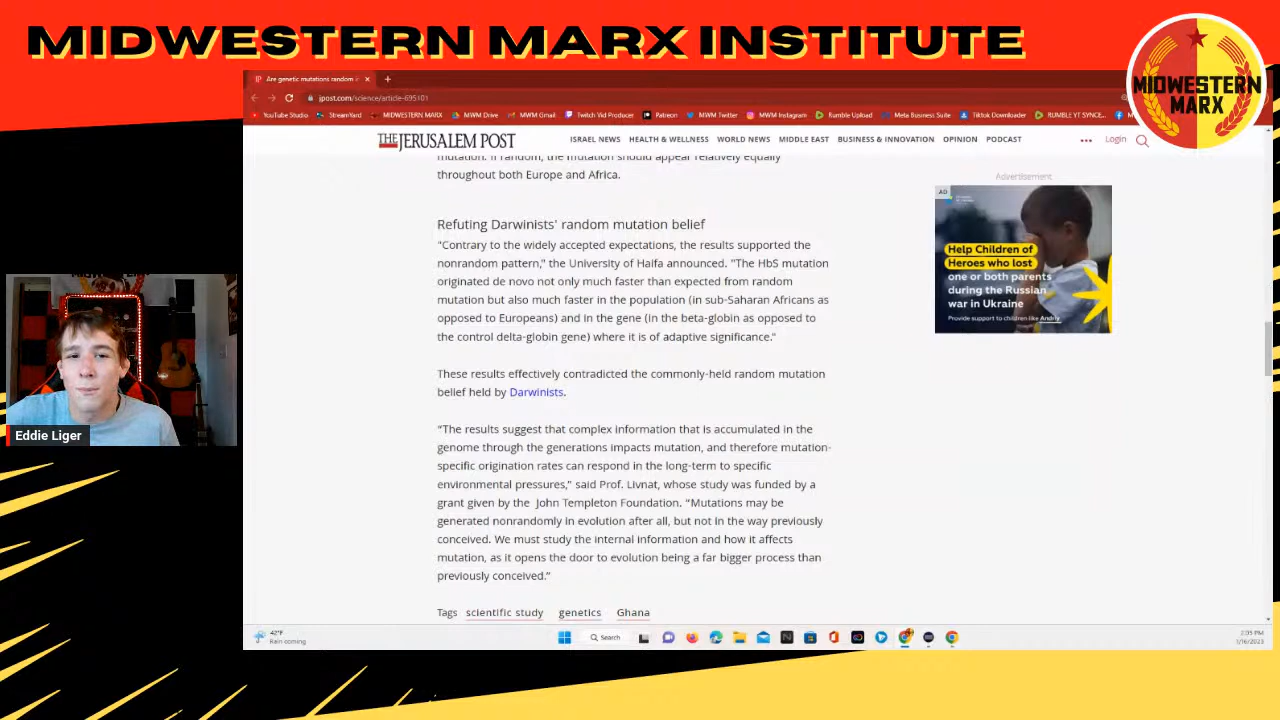 MIDWESTERN MARX INSTITUTE
MIDWESTERN
MARX
Are genetic mutations random
jpost.com/science/article-695101
YouTube Studio StreamYard MIDWESTERN MARX MWM Drive MWM Gmail Twitch Vid Producer Patreon MWM Twitter MWM Instagram Rumble Upload Meta Business Suite Tiktok Downloader RUMBLE YT SYNCE...
THE JERUSALEM POST
ISRAEL NEWS HEALTH & WELLNESS WORLD NEWS MIDDLE EAST BUSINESS & INNOVATION OPINION PODCAST
Login
mutation. If random, the mutation should appear relatively equally
throughout both Europe and Africa.
Refuting Darwinists' random mutation belief
"Contrary to the widely accepted expectations, the results supported the
nonrandom pattern," the University of Haifa announced. "The HbS mutation
originated de novo not only much faster than expected from random
mutation but also much faster in the population (in sub-Saharan Africans as
opposed to Europeans) and in the gene (in the beta-globin as opposed to
the control delta-globin gene) where it is of adaptive significance."
These results effectively contradicted the commonly-held random mutation
belief held by Darwinists.
"The results suggest that complex information that is accumulated in the
genome through the generations impacts mutation, and therefore mutation-
specific origination rates can respond in the long-term to specific
environmental pressures," said Prof. Livnat, whose study was funded by a
grant given by the John Templeton Foundation. "Mutations may be
generated nonrandomly in evolution after all, but not in the way previously
conceived. We must study the internal information and how it affects
mutation, as it opens the door to evolution being a far bigger process than
previously conceived."
Tags scientific study genetics Ghana
Advertisement
AD
Help Children of
Heroes who lost
one or both parents
during the Russian
war in Ukraine
Provide support to children like Andriy
Eddie Liger
42°F
Rain coming
Search
2:05 PM
1/16/2023